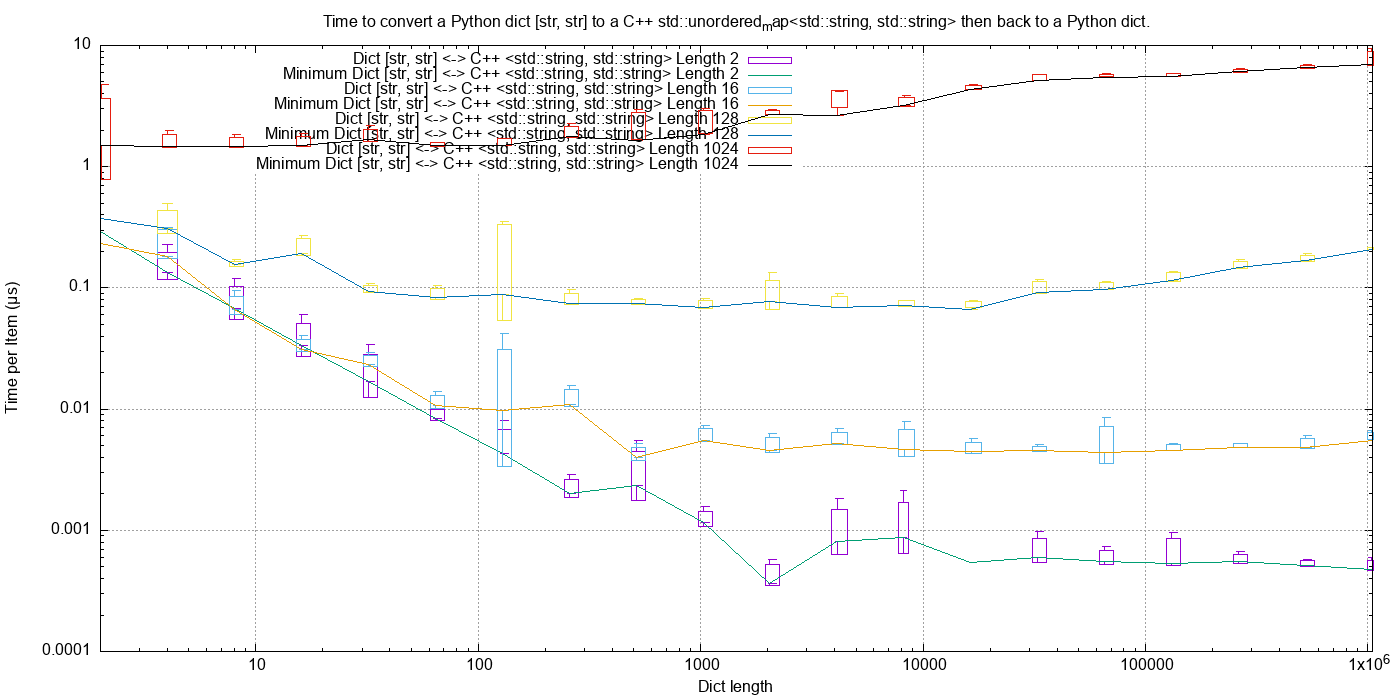 Time to convert a Python dict [str, str] to a C++ std::unordered_map<std::string, std::string> then back to a Python dict.
Dict [str, str] <-> C++ <std::string, std::string> Length 2
Minimum Dict [str, str] <-> C++ <std::string, std::string> Length 2
Dict [str, str] <-> C++ <std::string, std::string> Length 16
Minimum Dict [str, str] <-> C++ <std::string, std::string> Length 16
Dict [str, str] <-> C++ <std::string, std::string> Length 128
Minimum Dict [str, str] <-> C++ <std::string, std::string> Length 128
Dict [str, str] <-> C++ <std::string, std::string> Length 1024
Minimum Dict [str, str] <-> C++ <std::string, std::string> Length 1024
10
1
0.1
0.01
0.001
0.0001
Time per Item (µs)
10
100
1000
10000
100000
1x10^6
Dict length